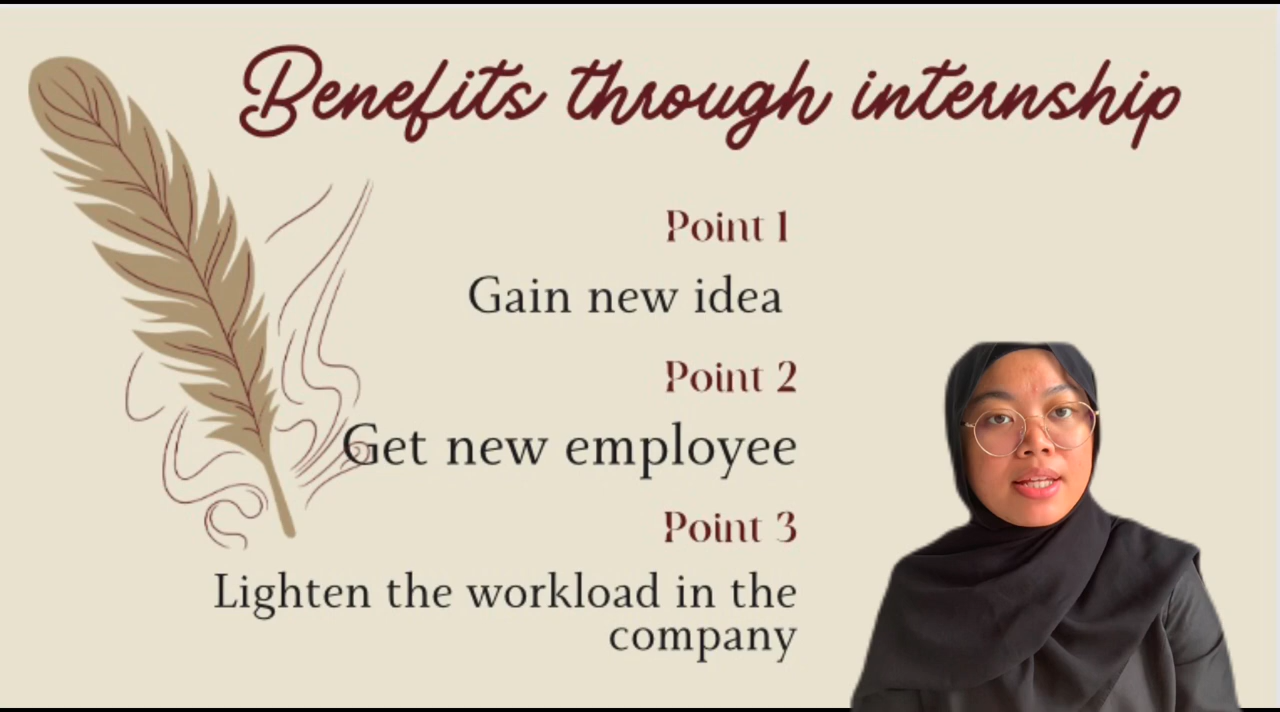 Benefits through internship
Point 1
Gain new idea
Point 2
Get new employee
Point 3
Lighten the workload in the
company